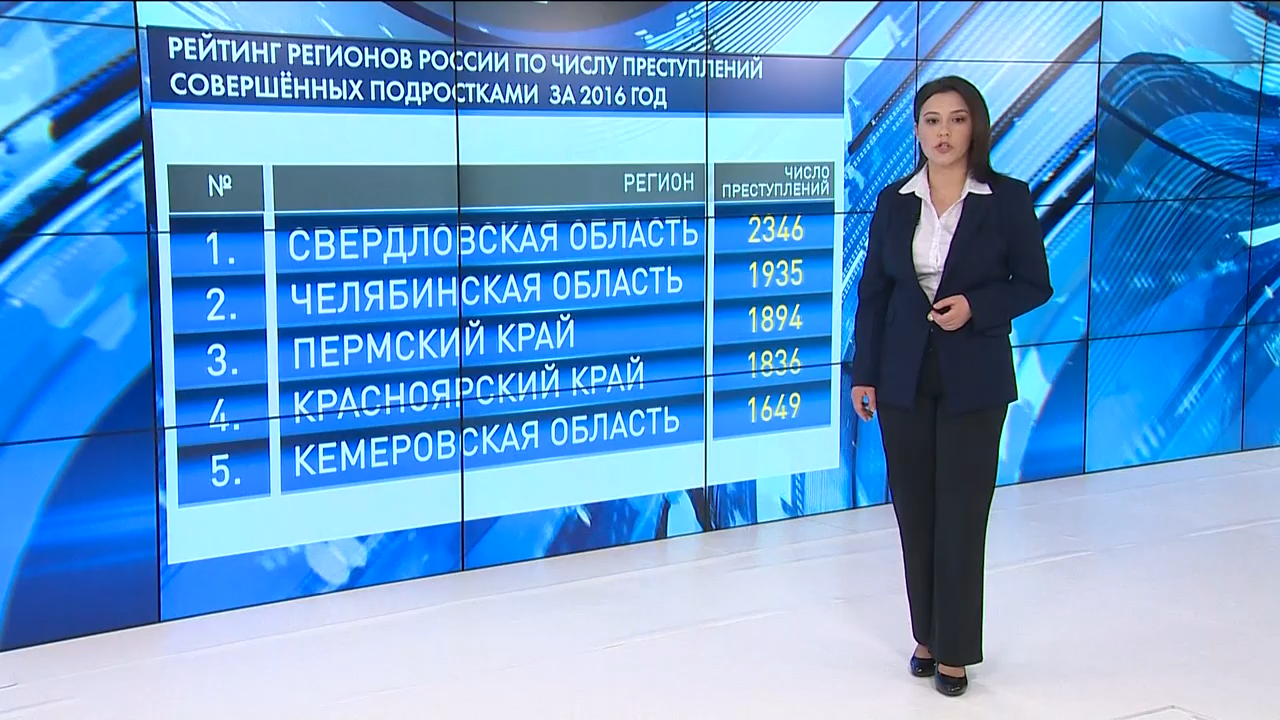 РЕЙТИНГ РЕГИОНОВ РОССИИ ПО ЧИСЛУ ПРЕСТУПЛЕНИЙ
СОВЕРШЁННЫХ ПОДРОСТКАМИ ЗА 2016 ГОД
№ РЕГИОН ЧИСЛО
ПРЕСТУПЛЕНИЙ
1. СВЕРДЛОВСКАЯ ОБЛАСТЬ 2346
2. ЧЕЛЯБИНСКАЯ ОБЛАСТЬ 1935
3. ПЕРМСКИЙ КРАЙ 1894
4. КРАСНОЯРСКИЙ КРАЙ 1836
5. КЕМЕРОВСКАЯ ОБЛАСТЬ 1649